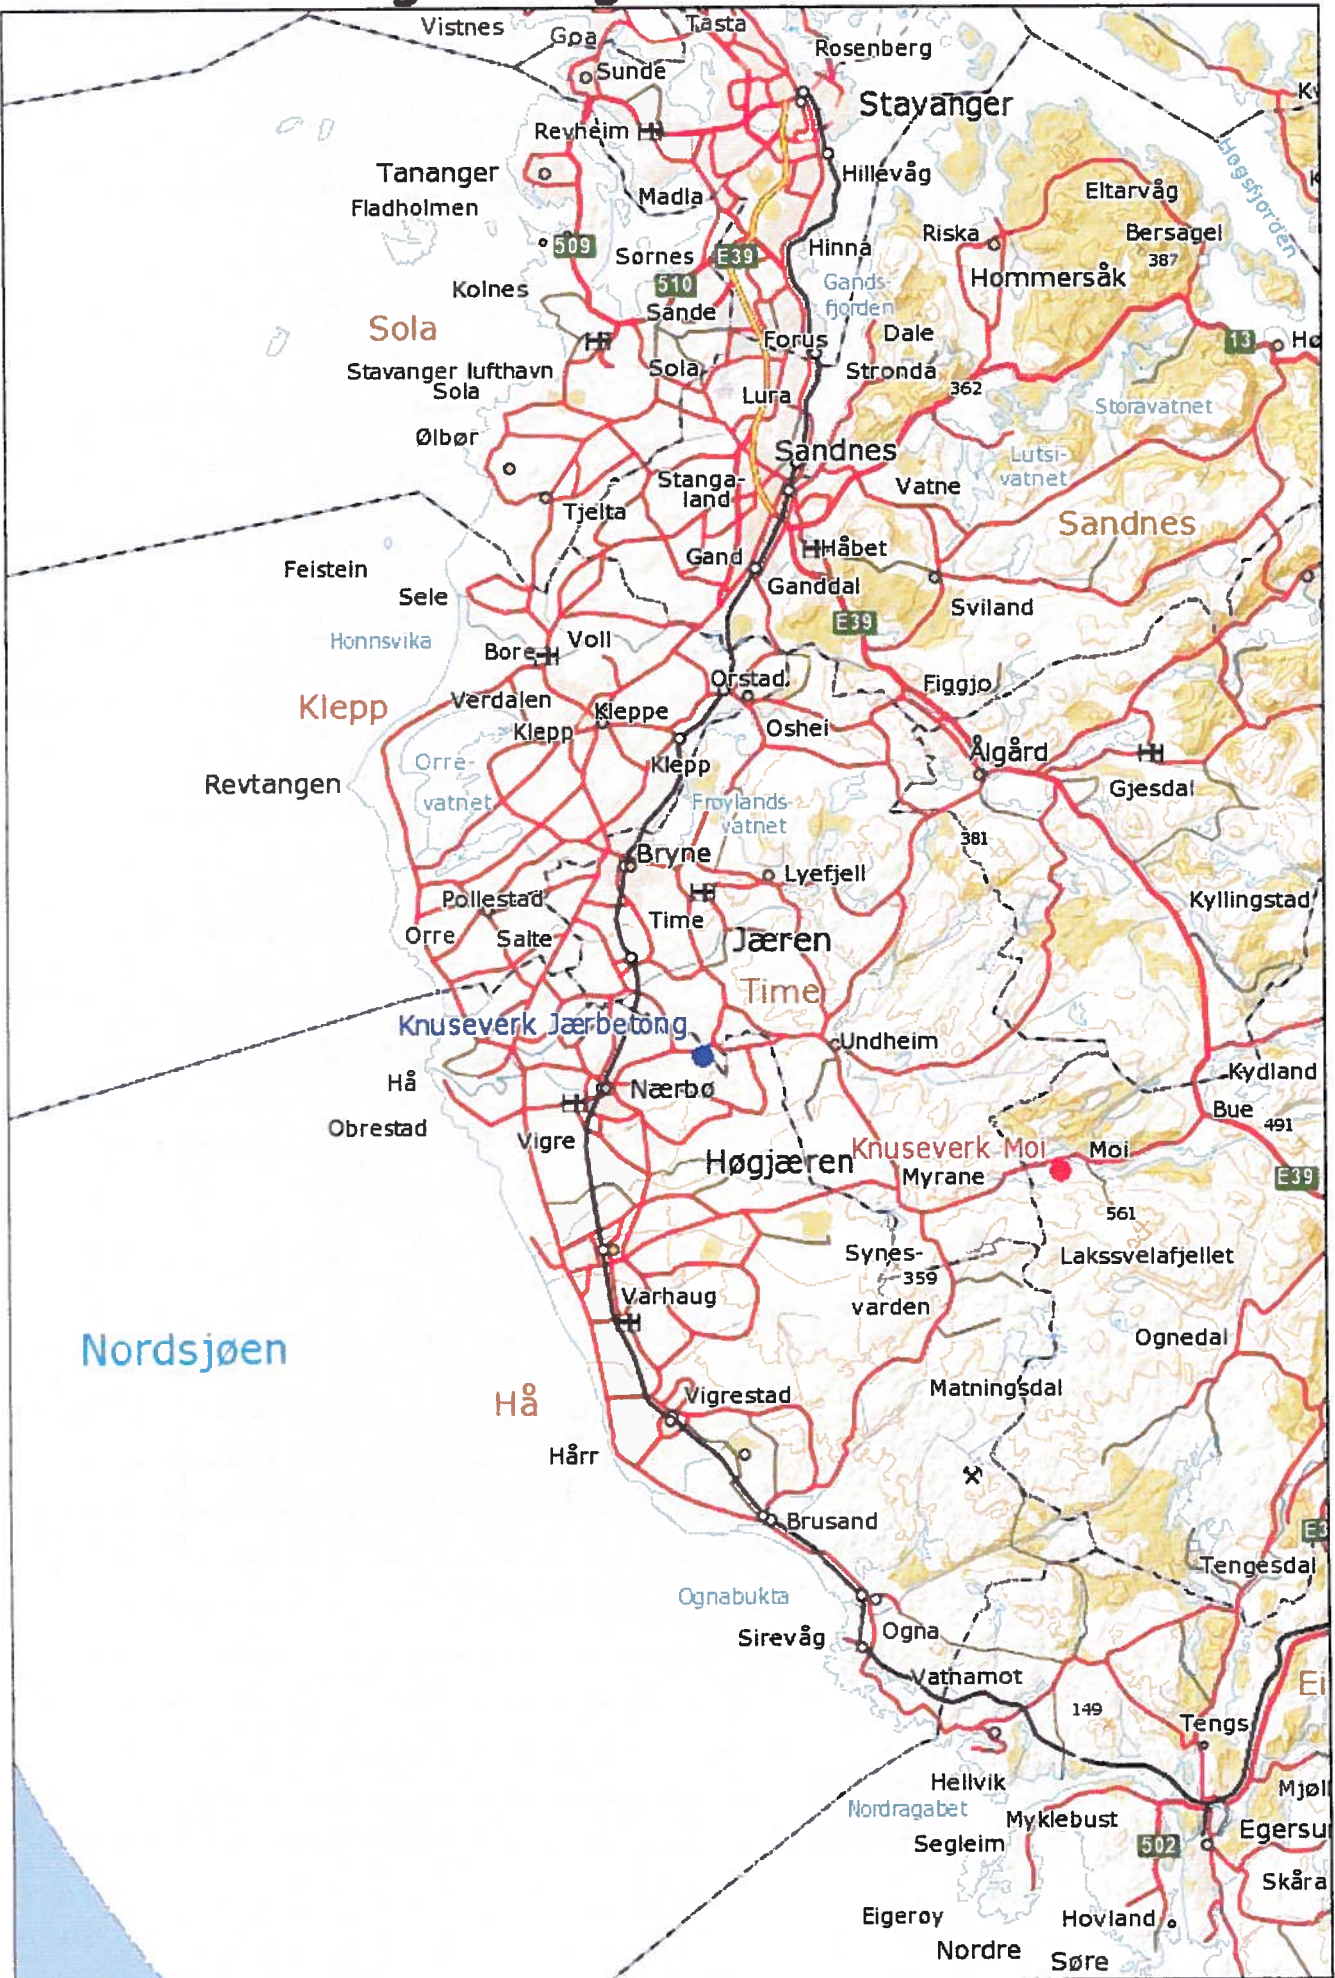 Vistnes
Goa
Tasta
Rosenberg
Sunde
Stavanger
Revheim
Tananger
Hillevåg
Madla
Fladholmen
Eltarvåg
Høgsfjorden
Riska
Bersagel
509
Sørnes
E39
Hinna
387
Hommersåk
Kolnes
510
Gands-
fjorden
Sola
Sande
Forus
Dale
13
Stavanger lufthavn
Sola
Sola
Stronda
362
Lura
Storavatnet
Ølbør
Sandnes
Lutsi-
vatnet
Stanga-
land
Vatne
Tjelta
Sandnes
Feistein
Gand
Håbet
Ganddal
Sele
Sviland
E39
Honnsvika
Voll
Bore
Orstad
Figgjo
Verdalen
Klepp
Kleppe
Klepp
Oshei
Ålgård
Orre-
vatnet
Klepp
Revtangen
Gjesdal
Frøylands-
vatnet
381
Bryne
Lyefjell
Pollestad
Kyllingstad
Time
Orre
Salte
Jæren
Time
Knuseverk Jærbetong
Undheim
Hå
Nærbø
Kydland
Obrestad
Bue
491
Vigre
Høgjæren
Knuseverk Moi
Moi
Myrane
E39
561
Synes-
359
varden
Lakssvelafjellet
Varhaug
Ognedal
Nordsjøen
Matningsdal
Vigrestad
Hå
Hårr
Brusand
Tengesdal
Ognabukta
Sirevåg
Ogna
Vatnamot
149
Tengs
Hellvik
Nordragabet
Myklebust
Segleim
502
Eigerøy
Hovland
Nordre
Søre